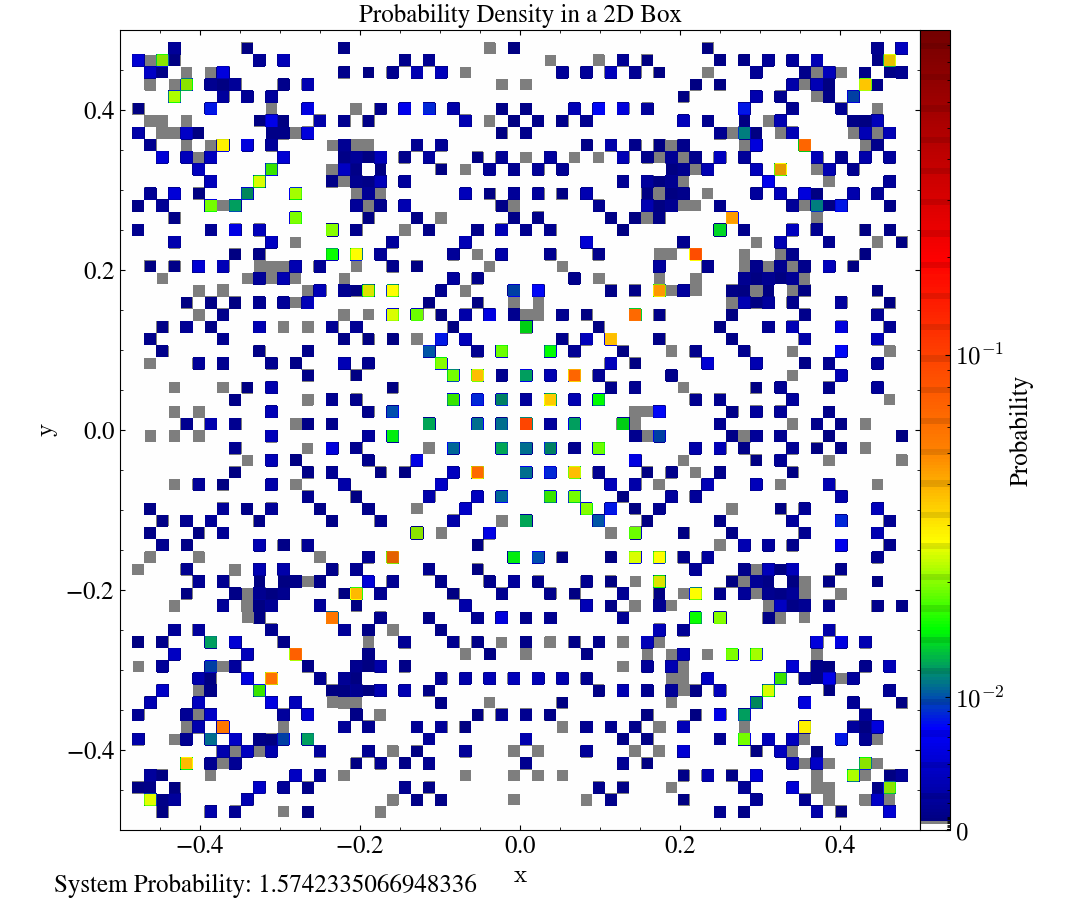 Probability Density in a 2D Box
y
0.4
0.2
0.0
−0.2
−0.4
−0.4 −0.2 0.0 0.2 0.4
x
10⁻¹
10⁻²
0
Probability
System Probability: 1.5742335066948336